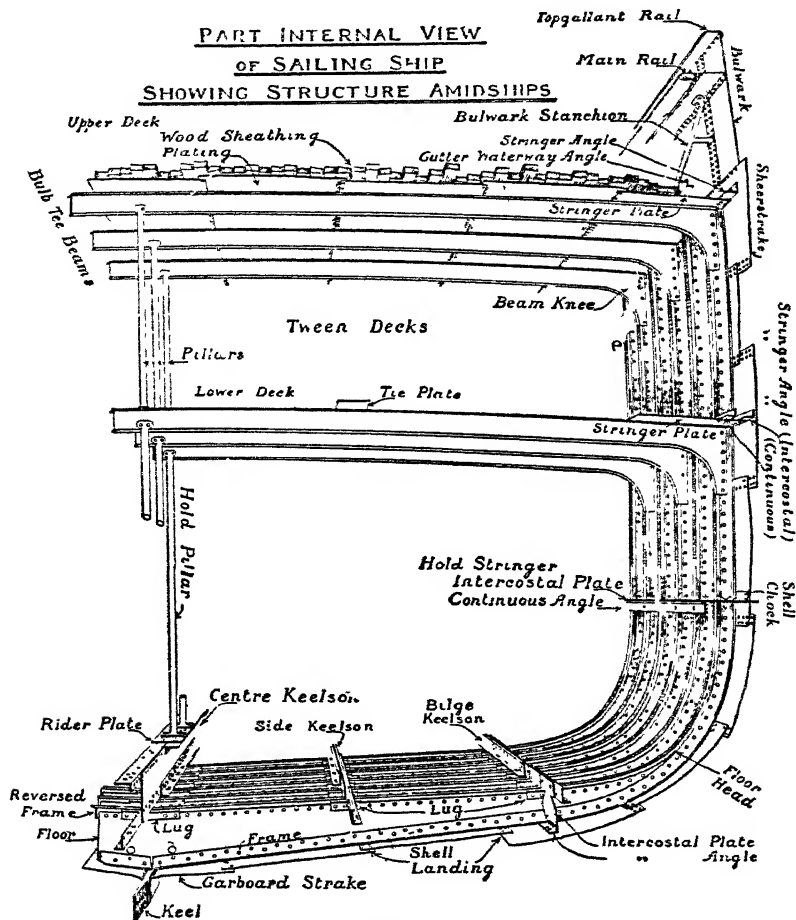 PART INTERNAL VIEW
OF SAILING SHIP
SHOWING STRUCTURE AMIDSHIPS
Topgallant Rail
Main Rail
Bulwark
Bulwark Stanchion
Upper Deck
Wood Sheathing
Plating
Stringer Angle
Gutter Waterway Angle
Sheerstrake
Stringer Plate
Bulb Tee Beams
Beam Knee
Tween Decks
Pillars
Stringer Angle (Intercostal)
" " (Continuous)
Lower Deck
Tie Plate
Stringer Plate
Hold Pillar
Hold Stringer
Intercostal Plate
Continuous Angle
Shell
Chock
Centre Keelson
Rider Plate
Side Keelson
Bilge
Keelson
Floor
Head
Reversed
Frame
Lug
Lug
Floor
Frame
Intercostal Plate
" Angle
Shell
Landing
Garboard Strake
Keel